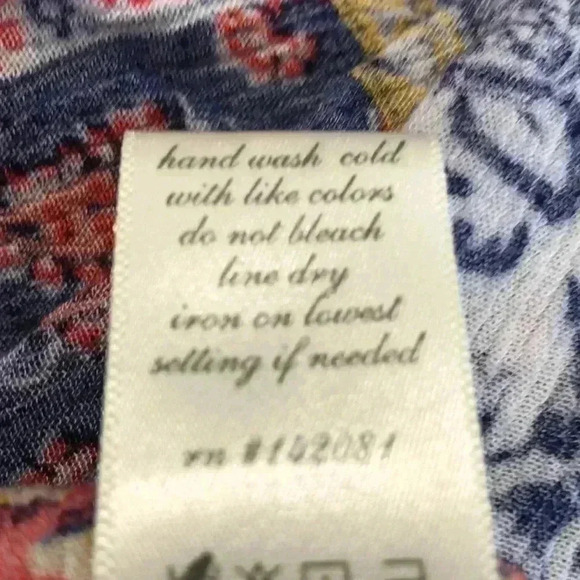 hand wash cold
with like colors
do not bleach
line dry
iron on lowest
setting if needed
rn #142081